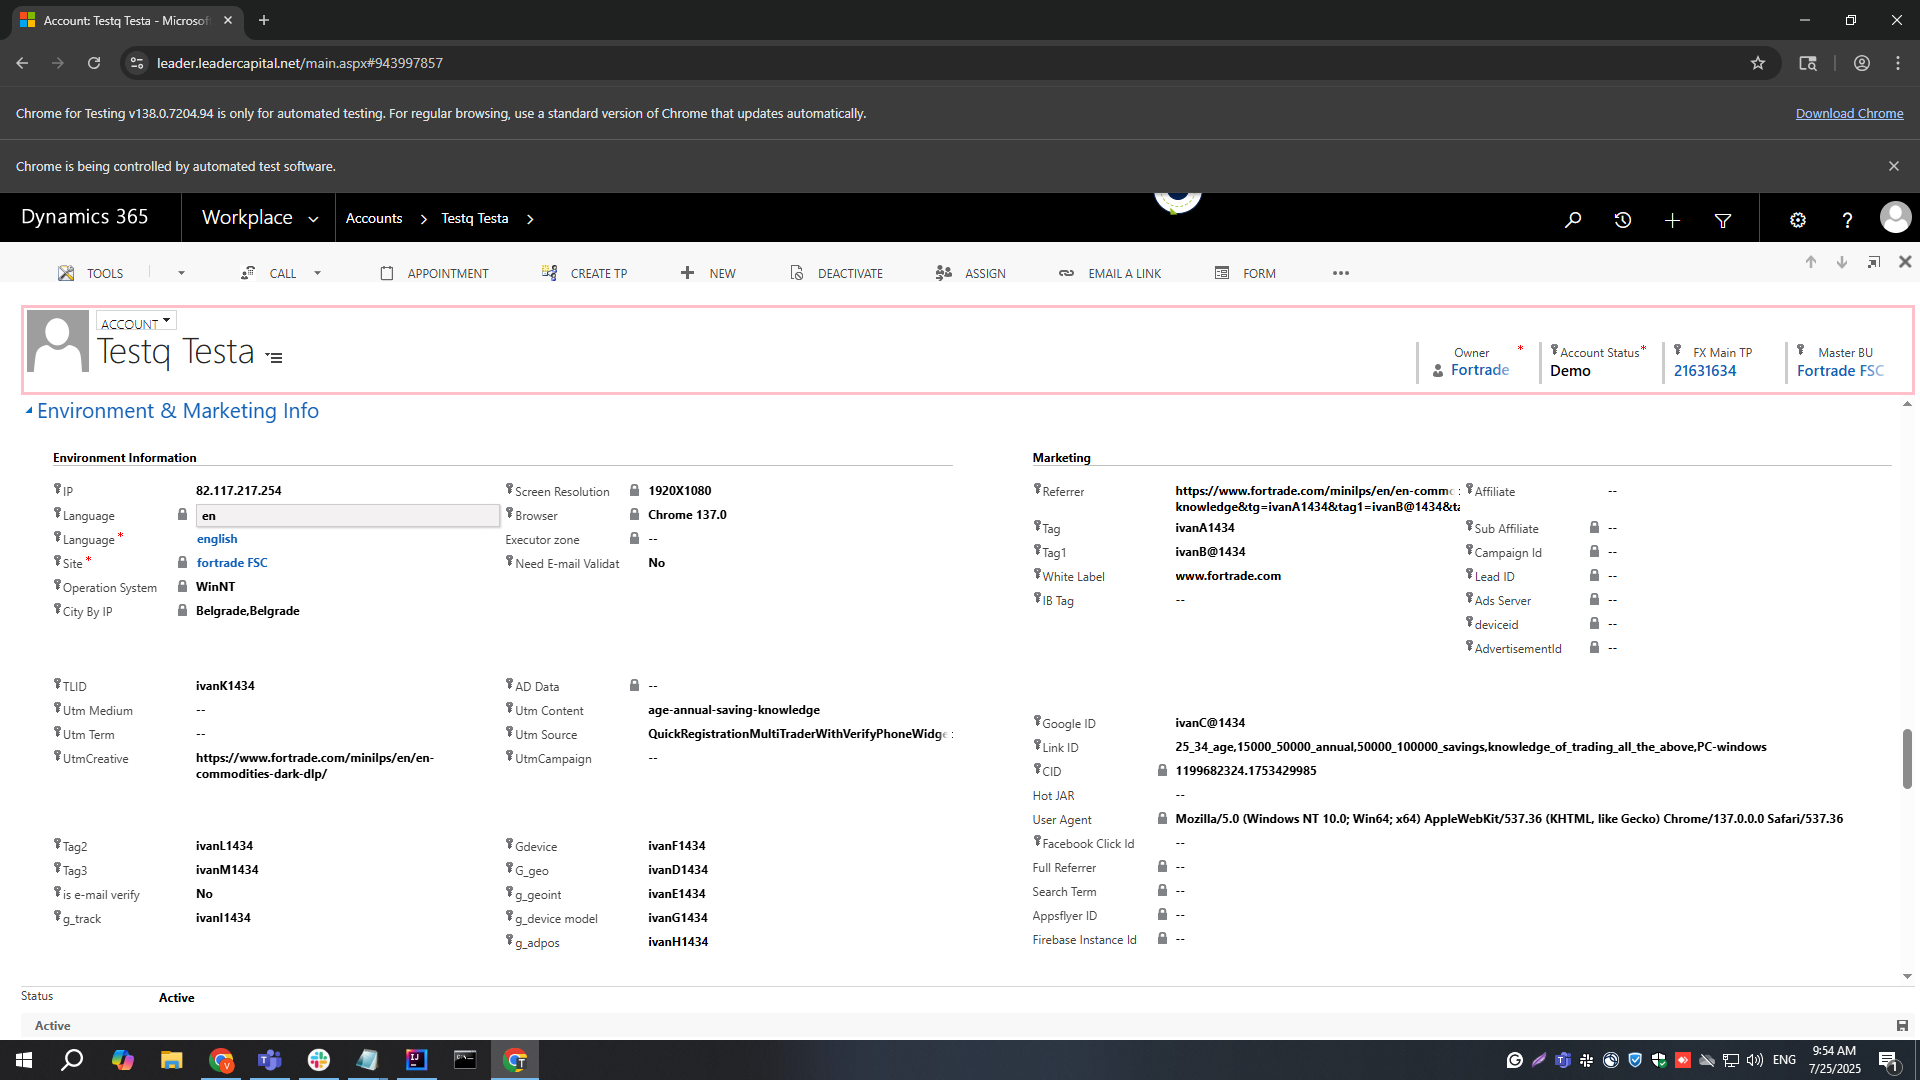 Account: Testq Testa - Microsof
leader.leadercapital.net/main.aspx#943997857
Chrome for Testing v138.0.7204.94 is only for automated testing. For regular browsing, use a standard version of Chrome that updates automatically.
Download Chrome
Chrome is being controlled by automated test software.
Dynamics 365
Workplace
Accounts
Testq Testa
TOOLS
CALL
APPOINTMENT
CREATE TP
NEW
DEACTIVATE
ASSIGN
EMAIL A LINK
FORM
ACCOUNT
Testq Testa
Owner *
Fortrade
Account Status *
Demo
FX Main TP
21631634
Master BU
Fortrade FSC
Environment & Marketing Info
Environment Information
IP 82.117.217.254
Language en
Language * english
Site * fortrade FSC
Operation System WinNT
City By IP Belgrade,Belgrade
Screen Resolution 1920X1080
Browser Chrome 137.0
Executor zone --
Need E-mail Validat No
TLID ivanK1434
Utm Medium --
Utm Term --
UtmCreative https://www.fortrade.com/minilps/en/en-
commodities-dark-dlp/
AD Data --
Utm Content age-annual-saving-knowledge
Utm Source QuickRegistrationMultiTraderWithVerifyPhoneWidge
UtmCampaign --
Tag2 ivanL1434
Tag3 ivanM1434
is e-mail verify No
g_track ivanI1434
Gdevice ivanF1434
G_geo ivanD1434
g_geoint ivanE1434
g_device model ivanG1434
g_adpos ivanH1434
Marketing
Referrer https://www.fortrade.com/minilps/en/en-commo
knowledge&tg=ivanA1434&tag1=ivanB@1434&ta
Tag ivanA1434
Tag1 ivanB@1434
White Label www.fortrade.com
IB Tag --
Affiliate --
Sub Affiliate --
Campaign Id --
Lead ID --
Ads Server --
deviceid --
AdvertisementId --
Google ID ivanC@1434
Link ID 25_34_age,15000_50000_annual,50000_100000_savings,knowledge_of_trading_all_the_above,PC-windows
CID 1199682324.1753429985
Hot JAR --
User Agent Mozilla/5.0 (Windows NT 10.0; Win64; x64) AppleWebKit/537.36 (KHTML, like Gecko) Chrome/137.0.0.0 Safari/537.36
Facebook Click Id --
Full Referrer --
Search Term --
Appsflyer ID --
Firebase Instance Id --
Status Active
Active
ENG
9:54 AM
7/25/2025
1